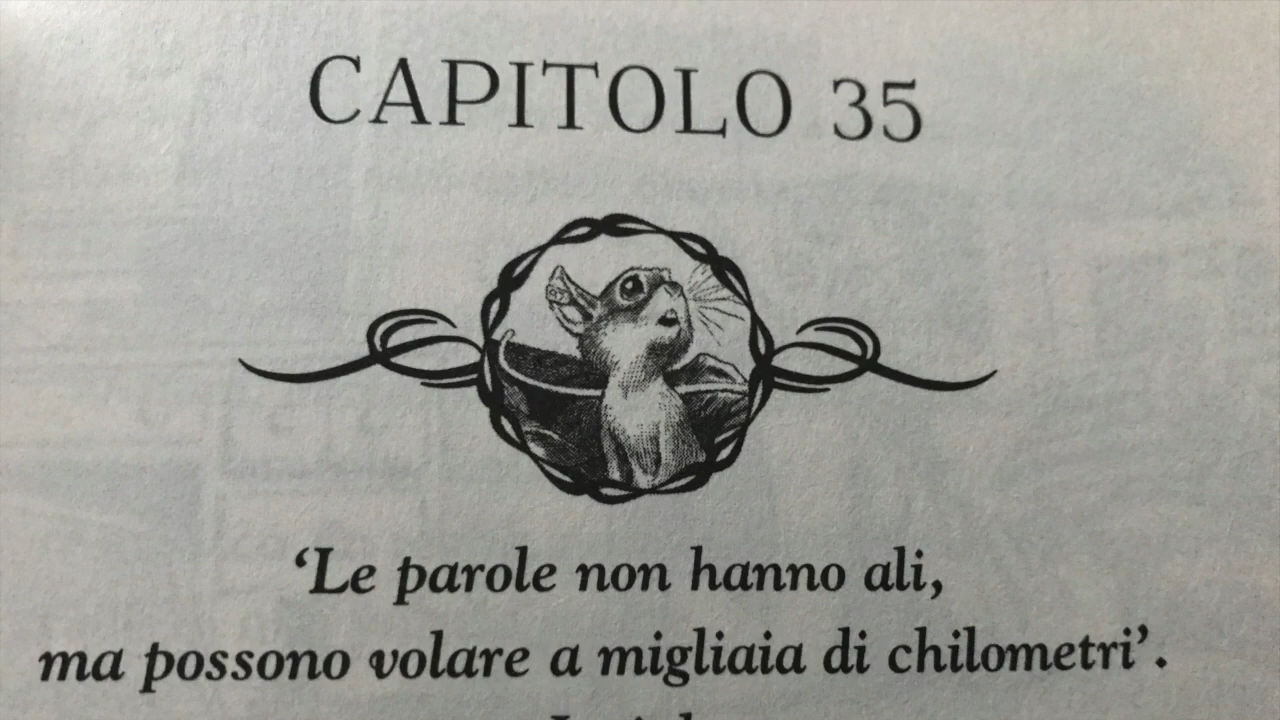 CAPITOLO 35
‘Le parole non hanno ali,
ma possono volare a migliaia di chilometri’.